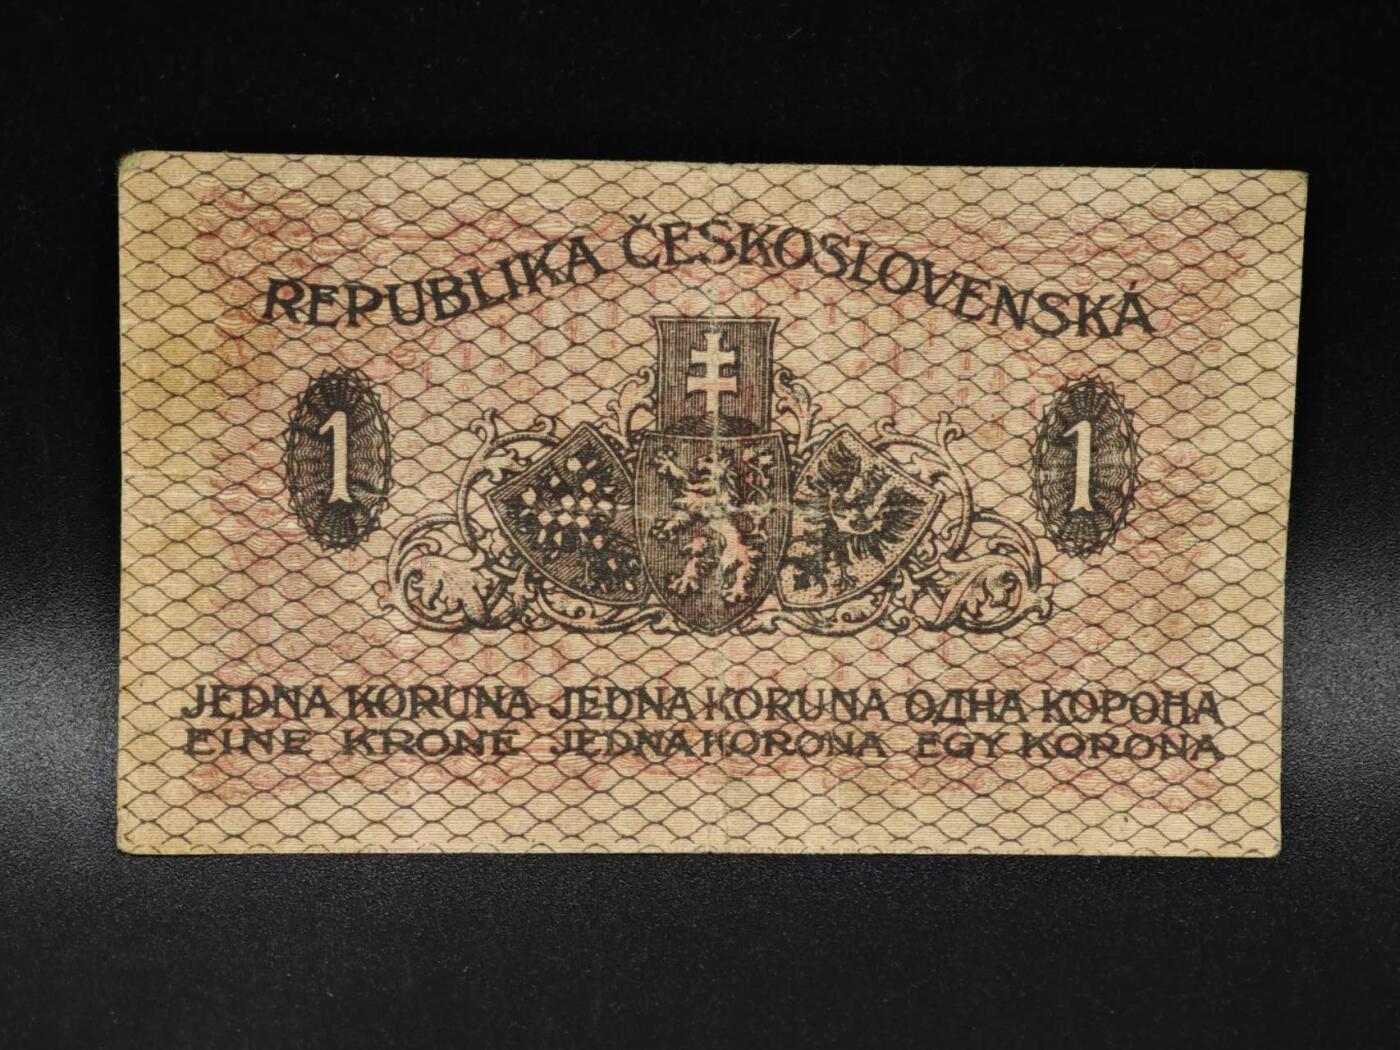 REPUBLIKA ČESKOSLOVENSKÁ
1 1
JEDNA KORUNA JEDNA KORUNA ОДНА КОРОНА
EINE KRONE JEDNA KORONA EGY KORONA